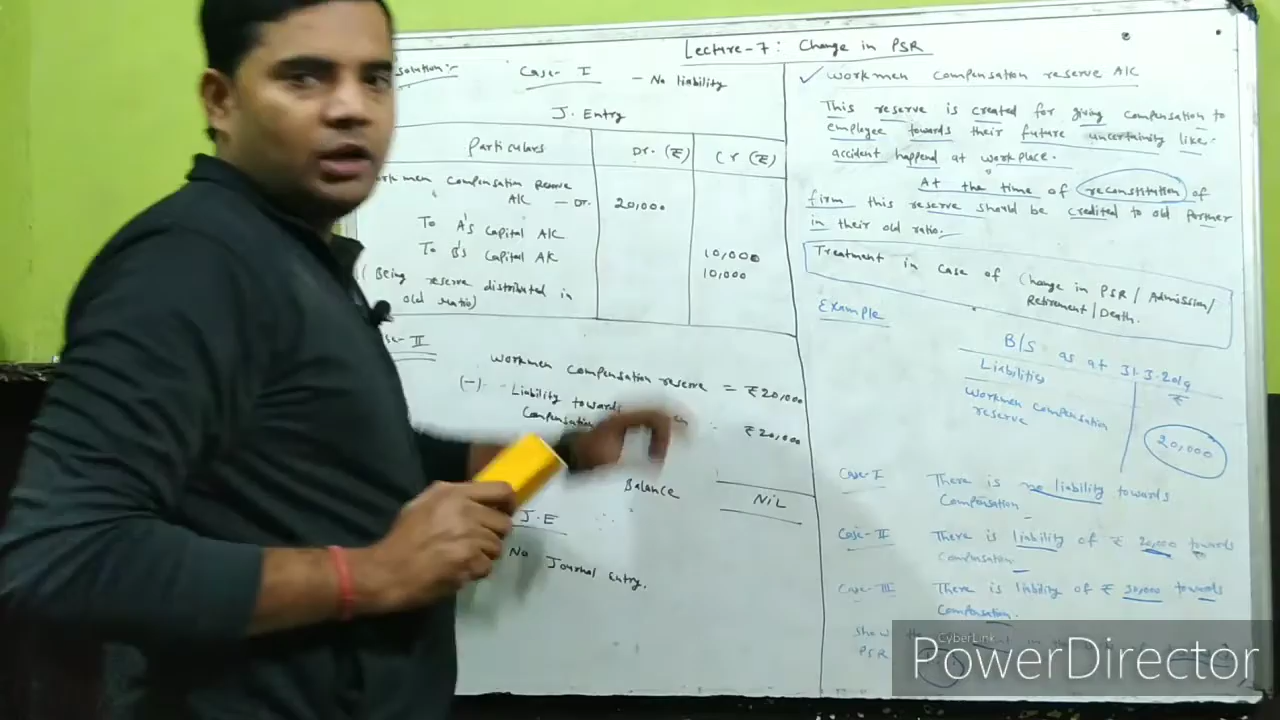 Lecture-7: Change in PSR
Solution:-
Case-I
- No liability
J. Entry
Particulars
Dr. (₹)
Cr (₹)
Workmen Compensation Reserve
A/C - Dr.
20,000
To A's Capital A/C
10,000
To B's Capital A/C
10,000
(Being
reserve distributed in
old ratio)
Case-II
Workmen Compensation reserve = ₹20,000
(-) Liability towards
Compensation
₹20,000
Balance
NIL
J.E
No Journal Entry.
✓ Workmen Compensation reserve A/C
This reserve is created for giving compensation to
employee towards their future uncertainity like-
accident happend at workplace.
At the time of reconstitution of
firm this reserve should be credited to old Partner
in their old ratio.
Treatment in Case of Change in PSR / Admission/
Retirement / Death.
Example
B/S as at 31.3.2019
Liabilities
₹
Workmen Compensation
reserve
20,000
Case-I There is no liability towards
Compensation
Case-II There is liability of ₹ 20,000 towards
Compensation
Case-III There is liability of ₹ 30,000 towards
Compensation.
Show the
PSR
CyberLink
PowerDirector